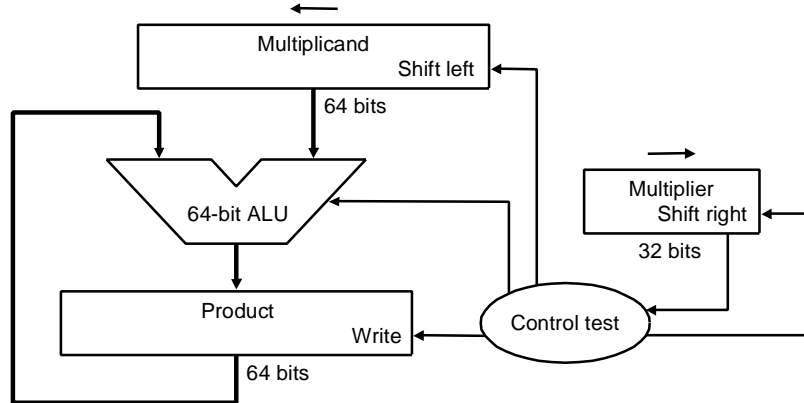 Multiplicand
Shift left
64 bits
64-bit ALU
Multiplier
Shift right
32 bits
Product
Write
Control test
64 bits